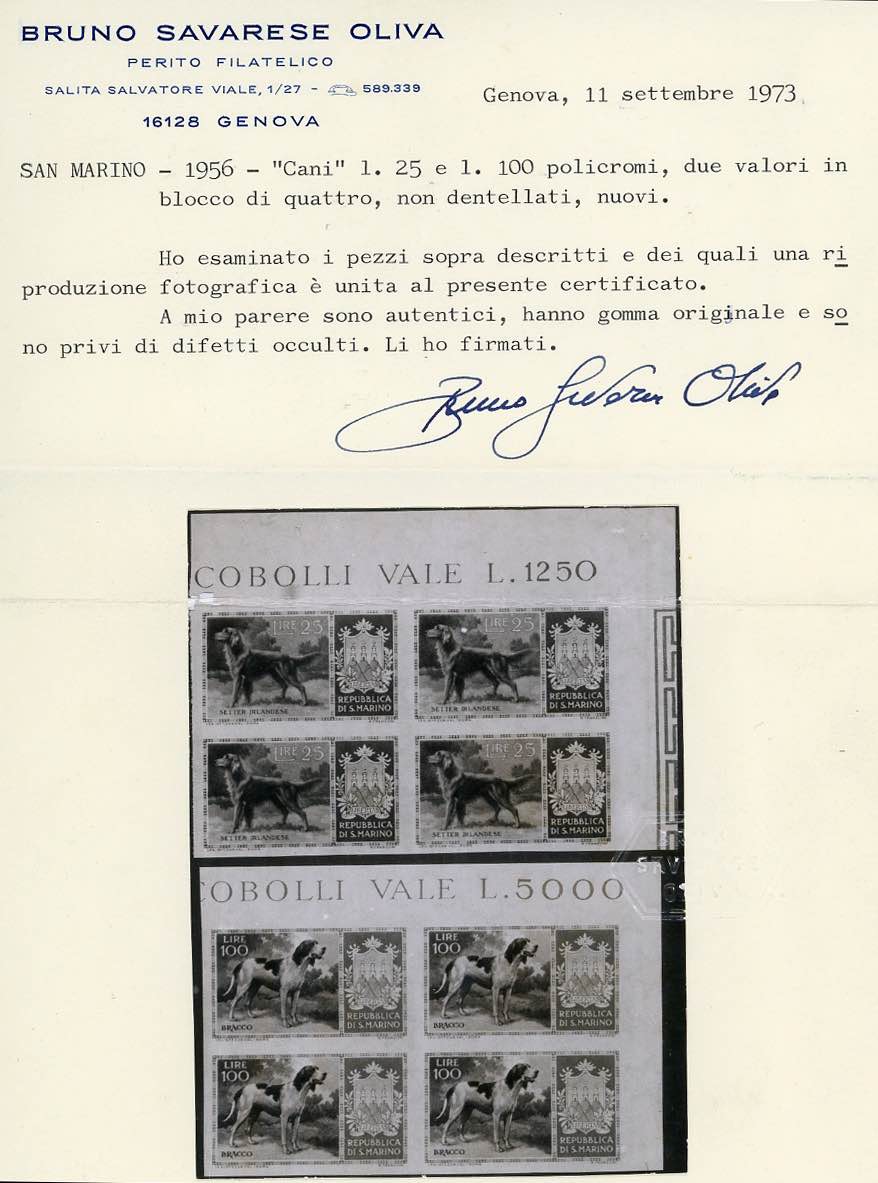 BRUNO SAVARESE OLIVA
PERITO FILATELICO
SALITA SALVATORE VIALE, 1/27 - 589.339
16128 GENOVA
Genova, 11 settembre 1973
SAN MARINO - 1956 - "Cani" l. 25 e l. 100 policromi, due valori in
blocco di quattro, non dentellati, nuovi.
Ho esaminato i pezzi sopra descritti e dei quali una ri
produzione fotografica è unita al presente certificato.
A mio parere sono autentici, hanno gomma originale e so
no privi di difetti occulti. Li ho firmati.
Bruno Savarese Oliva
COBOLLI VALE L.1250
LIRE 25 LIRE 25
REPUBBLICA REPUBBLICA
SETTER IRLANDESE DI S.MARINO SETTER IRLANDESE DI S.MARINO
LIRE 25 LIRE 25
REPUBBLICA REPUBBLICA
SETTER IRLANDESE DI S.MARINO SETTER IRLANDESE DI S.MARINO
COBOLLI VALE L.5000
LIRE LIRE
100 100
REPUBBLICA REPUBBLICA
BRACCO DI S.MARINO BRACCO DI S.MARINO
LIRE LIRE
100 100
REPUBBLICA REPUBBLICA
BRACCO DI S.MARINO BRACCO DI S.MARINO